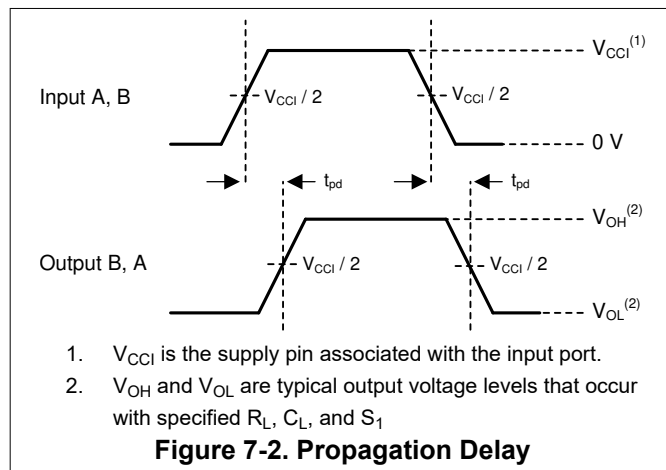 V_CCI^(1)
Input A, B
V_CCI / 2
V_CCI / 2
0 V
t_pd
t_pd
V_OH^(2)
Output B, A
V_CCI / 2
V_CCI / 2
V_OL^(2)
1. V_CCI is the supply pin associated with the input port.
2. V_OH and V_OL are typical output voltage levels that occur
with specified R_L, C_L, and S_1
Figure 7-2. Propagation Delay